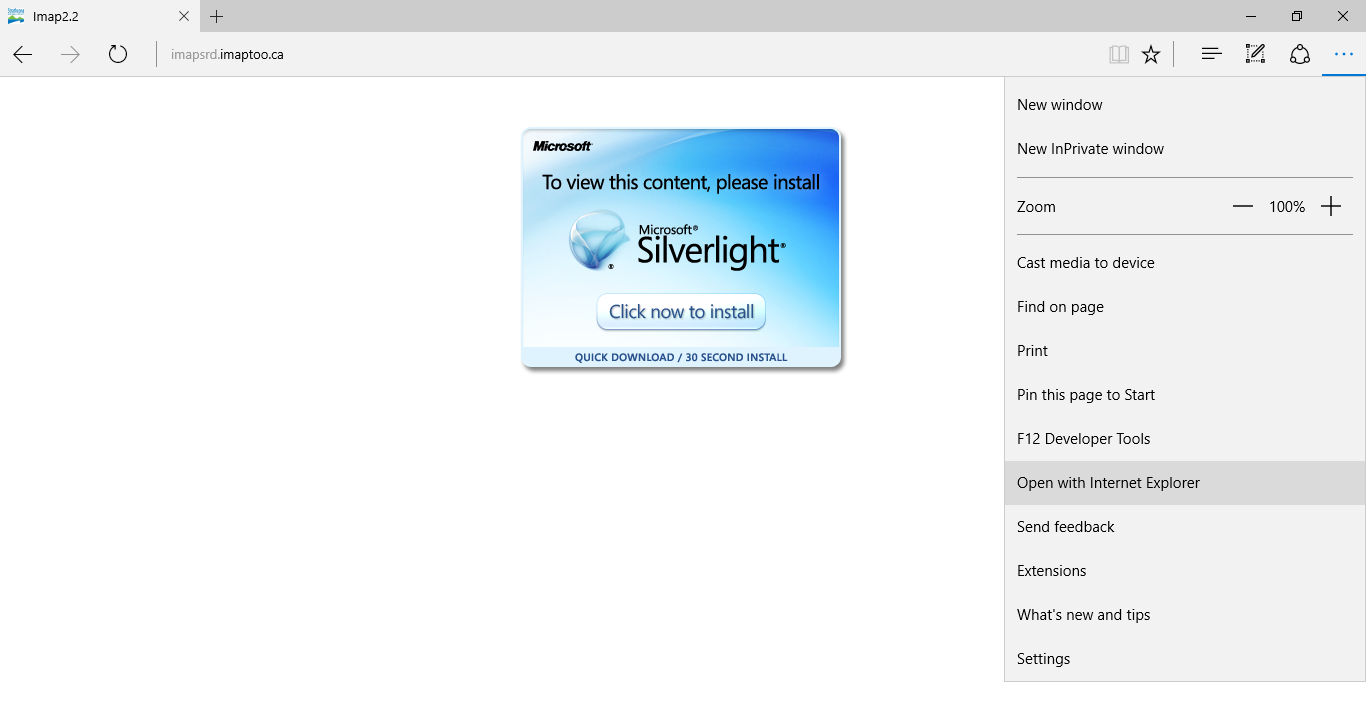 Imap2.2
imapsrd.imaptoo.ca
New window
New InPrivate window
Zoom 100%
Cast media to device
Find on page
Print
Pin this page to Start
F12 Developer Tools
Open with Internet Explorer
Send feedback
Extensions
What's new and tips
Settings
Microsoft
To view this content, please install
Microsoft®
Silverlight®
®
Click now to install
QUICK DOWNLOAD / 30 SECOND INSTALL